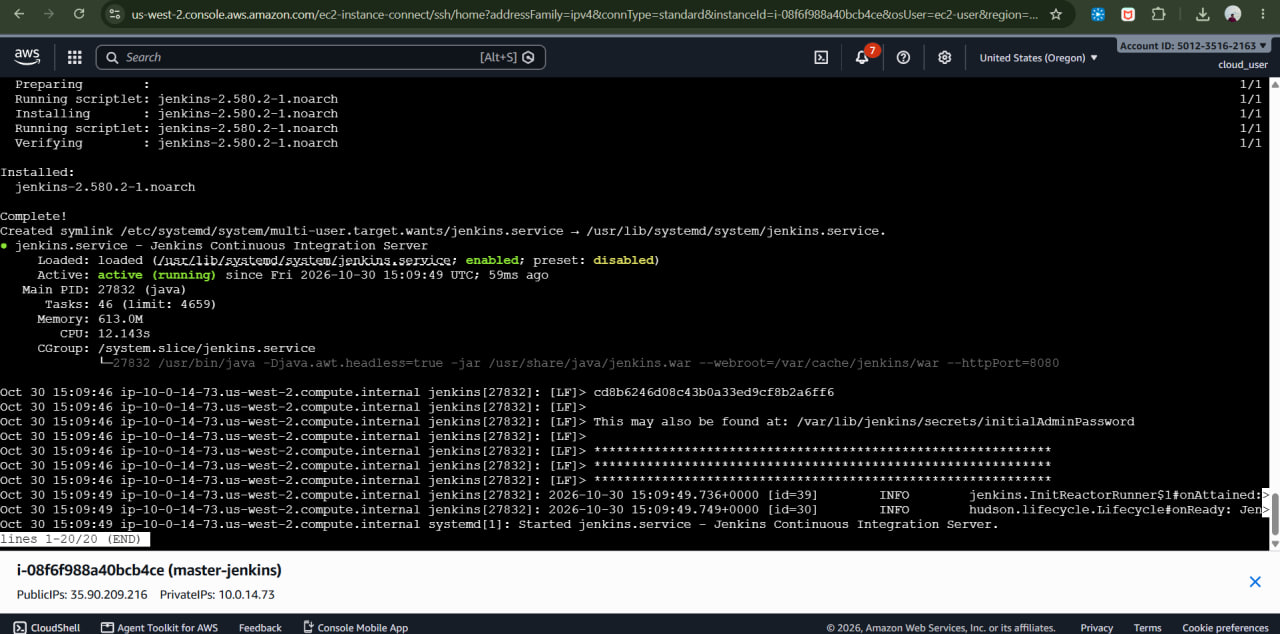 us-west-2.console.aws.amazon.com/ec2-instance-connect/ssh/home?addressFamily=ipv4&connType=standard&instanceId=i-08f6f988a40bcb4ce&osUser=ec2-user&region=...
aws
Search [Alt+S]
7
United States (Oregon) ▼
Account ID: 5012-3516-2163 ▼
cloud_user
Preparing : 1/1
Running scriptlet: jenkins-2.580.2-1.noarch 1/1
Installing : jenkins-2.580.2-1.noarch 1/1
Running scriptlet: jenkins-2.580.2-1.noarch 1/1
Verifying : jenkins-2.580.2-1.noarch 1/1
Installed:
jenkins-2.580.2-1.noarch
Complete!
Created symlink /etc/systemd/system/multi-user.target.wants/jenkins.service → /usr/lib/systemd/system/jenkins.service.
● jenkins.service - Jenkins Continuous Integration Server
Loaded: loaded (/usr/lib/systemd/system/jenkins.service; enabled; preset: disabled)
Active: active (running) since Fri 2026-10-30 15:09:49 UTC; 59ms ago
Main PID: 27832 (java)
Tasks: 46 (limit: 4659)
Memory: 613.0M
CPU: 12.143s
CGroup: /system.slice/jenkins.service
└─27832 /usr/bin/java -Djava.awt.headless=true -jar /usr/share/java/jenkins.war --webroot=/var/cache/jenkins/war --httpPort=8080
Oct 30 15:09:46 ip-10-0-14-73.us-west-2.compute.internal jenkins[27832]: [LF]> cd8b6246d08c43b0a33ed9cf8b2a6ff6
Oct 30 15:09:46 ip-10-0-14-73.us-west-2.compute.internal jenkins[27832]: [LF]>
Oct 30 15:09:46 ip-10-0-14-73.us-west-2.compute.internal jenkins[27832]: [LF]> This may also be found at: /var/lib/jenkins/secrets/initialAdminPassword
Oct 30 15:09:46 ip-10-0-14-73.us-west-2.compute.internal jenkins[27832]: [LF]>
Oct 30 15:09:46 ip-10-0-14-73.us-west-2.compute.internal jenkins[27832]: [LF]> *************************************************************
Oct 30 15:09:46 ip-10-0-14-73.us-west-2.compute.internal jenkins[27832]: [LF]> *************************************************************
Oct 30 15:09:46 ip-10-0-14-73.us-west-2.compute.internal jenkins[27832]: [LF]> *************************************************************
Oct 30 15:09:49 ip-10-0-14-73.us-west-2.compute.internal jenkins[27832]: 2026-10-30 15:09:49.736+0000 [id=39] INFO jenkins.InitReactorRunner$1#onAttained:>
Oct 30 15:09:49 ip-10-0-14-73.us-west-2.compute.internal jenkins[27832]: 2026-10-30 15:09:49.749+0000 [id=30] INFO hudson.lifecycle.Lifecycle#onReady: Jen>
Oct 30 15:09:49 ip-10-0-14-73.us-west-2.compute.internal systemd[1]: Started jenkins.service - Jenkins Continuous Integration Server.
lines 1-20/20 (END)
i-08f6f988a40bcb4ce (master-jenkins)
PublicIPs: 35.90.209.216 PrivateIPs: 10.0.14.73
CloudShell Agent Toolkit for AWS Feedback Console Mobile App © 2026, Amazon Web Services, Inc. or its affiliates. Privacy Terms Cookie preferences